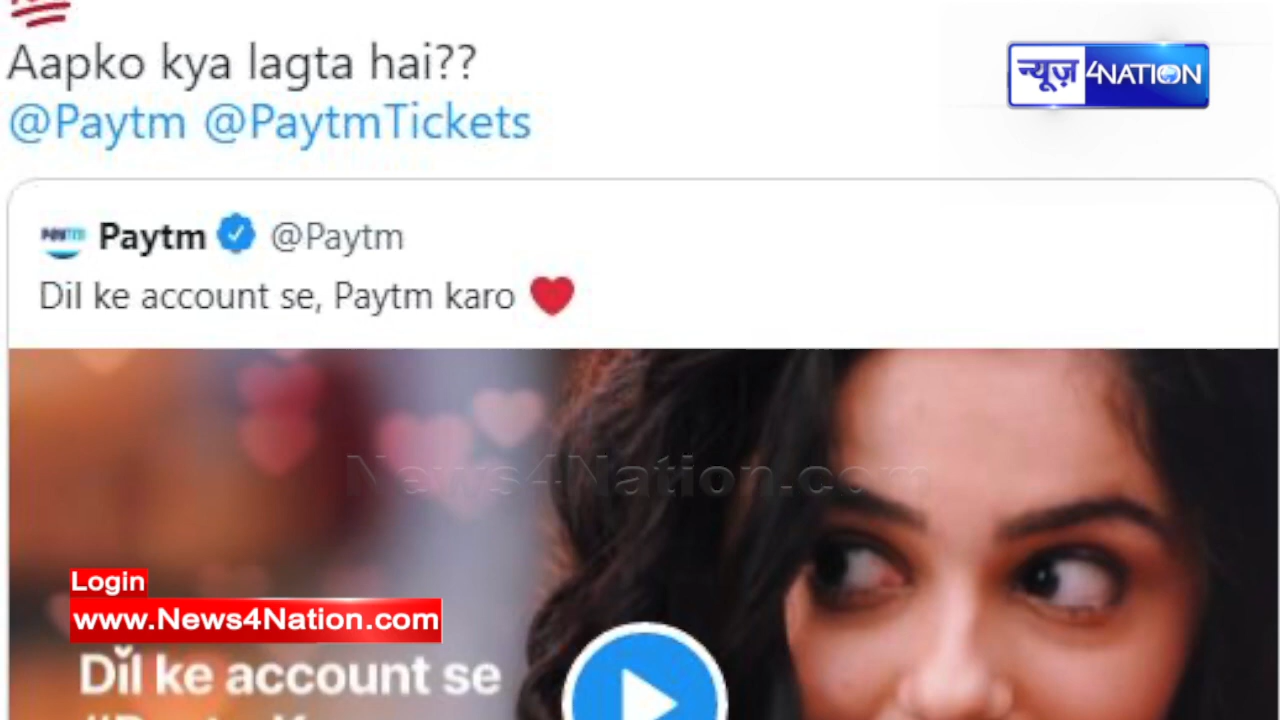 Aapko kya lagta hai??
@Paytm @PaytmTickets
न्यूज़ 4NATION
Paytm @Paytm
Dil ke account se, Paytm karo
News4Nation.com
Login
www.News4Nation.com
Dil ke account se